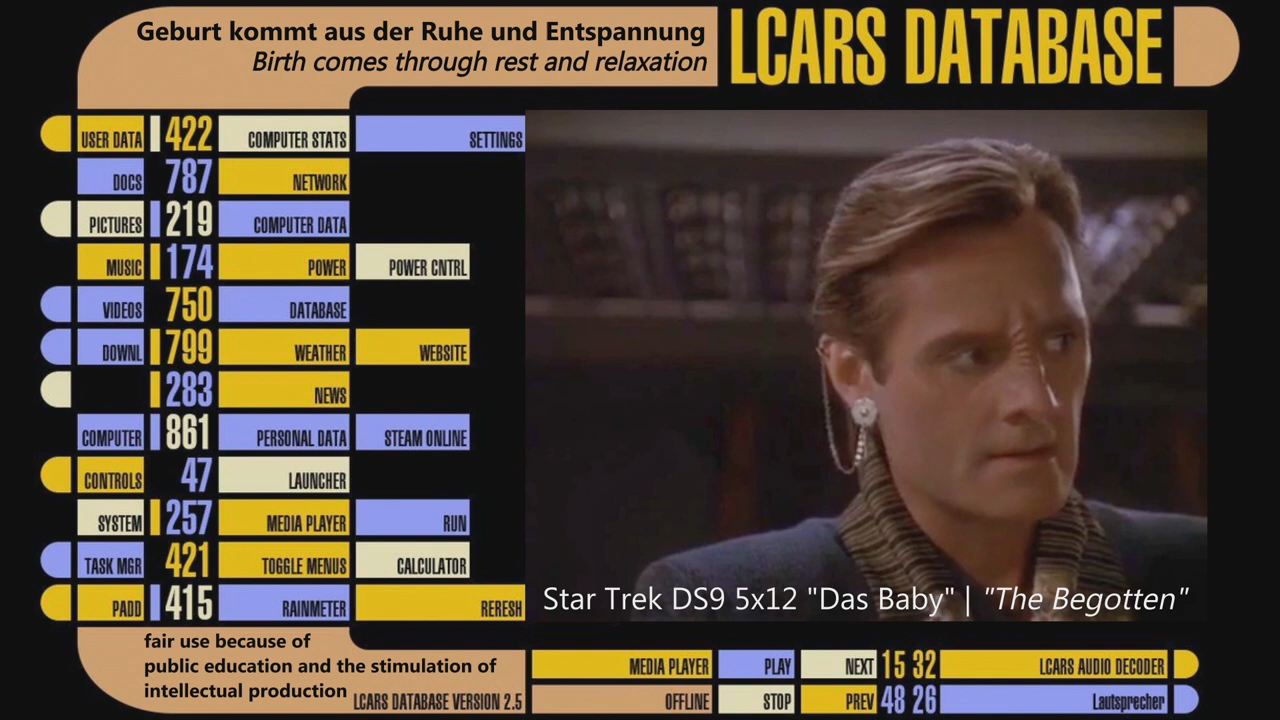 Geburt kommt aus der Ruhe und Entspannung
Birth comes through rest and relaxation
LCARS DATABASE
USER DATA 422 COMPUTER STATS SETTINGS
DOCS 787 NETWORK
PICTURES 219 COMPUTER DATA
MUSIC 174 POWER POWER CNTRL
VIDEOS 750 DATABASE
DOWNL 799 WEATHER WEBSITE
283 NEWS
COMPUTER 861 PERSONAL DATA STEAM ONLINE
CONTROLS 47 LAUNCHER
SYSTEM 257 MEDIA PLAYER RUN
TASK MGR 421 TOGGLE MENUS CALCULATOR
PADD 415 RAINMETER RERESH
Star Trek DS9 5x12 "Das Baby" | "The Begotten"
fair use because of
public education and the stimulation of
intellectual production
LCARS DATABASE VERSION 2.5
MEDIA PLAYER PLAY NEXT 15 32 LCARS AUDIO DECODER
OFFLINE STOP PREV 48 26 Lautsprecher